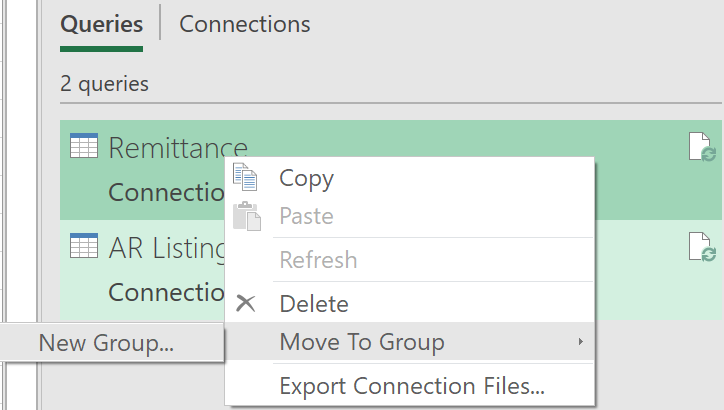 Queries
Connections
2 queries
Remittance
Connectio
AR Listing
Connectio
Copy
Paste
Refresh
Delete
Move To Group
New Group...
Export Connection Files...